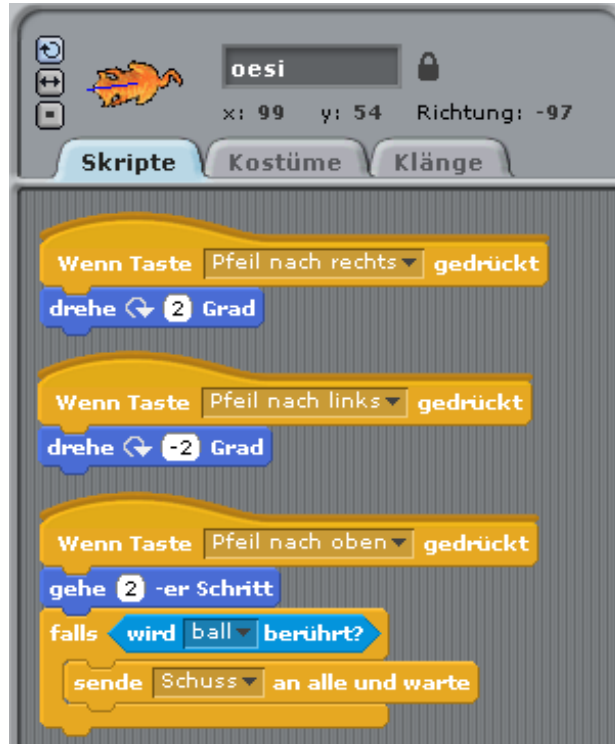 oesi
x: 99 y: 54 Richtung: -97
Skripte Kostüme Klänge
Wenn Taste Pfeil nach rechts gedrückt
drehe 2 Grad
Wenn Taste Pfeil nach links gedrückt
drehe -2 Grad
Wenn Taste Pfeil nach oben gedrückt
gehe 2 -er Schritt
falls wird ball berührt?
sende Schuss an alle und warte